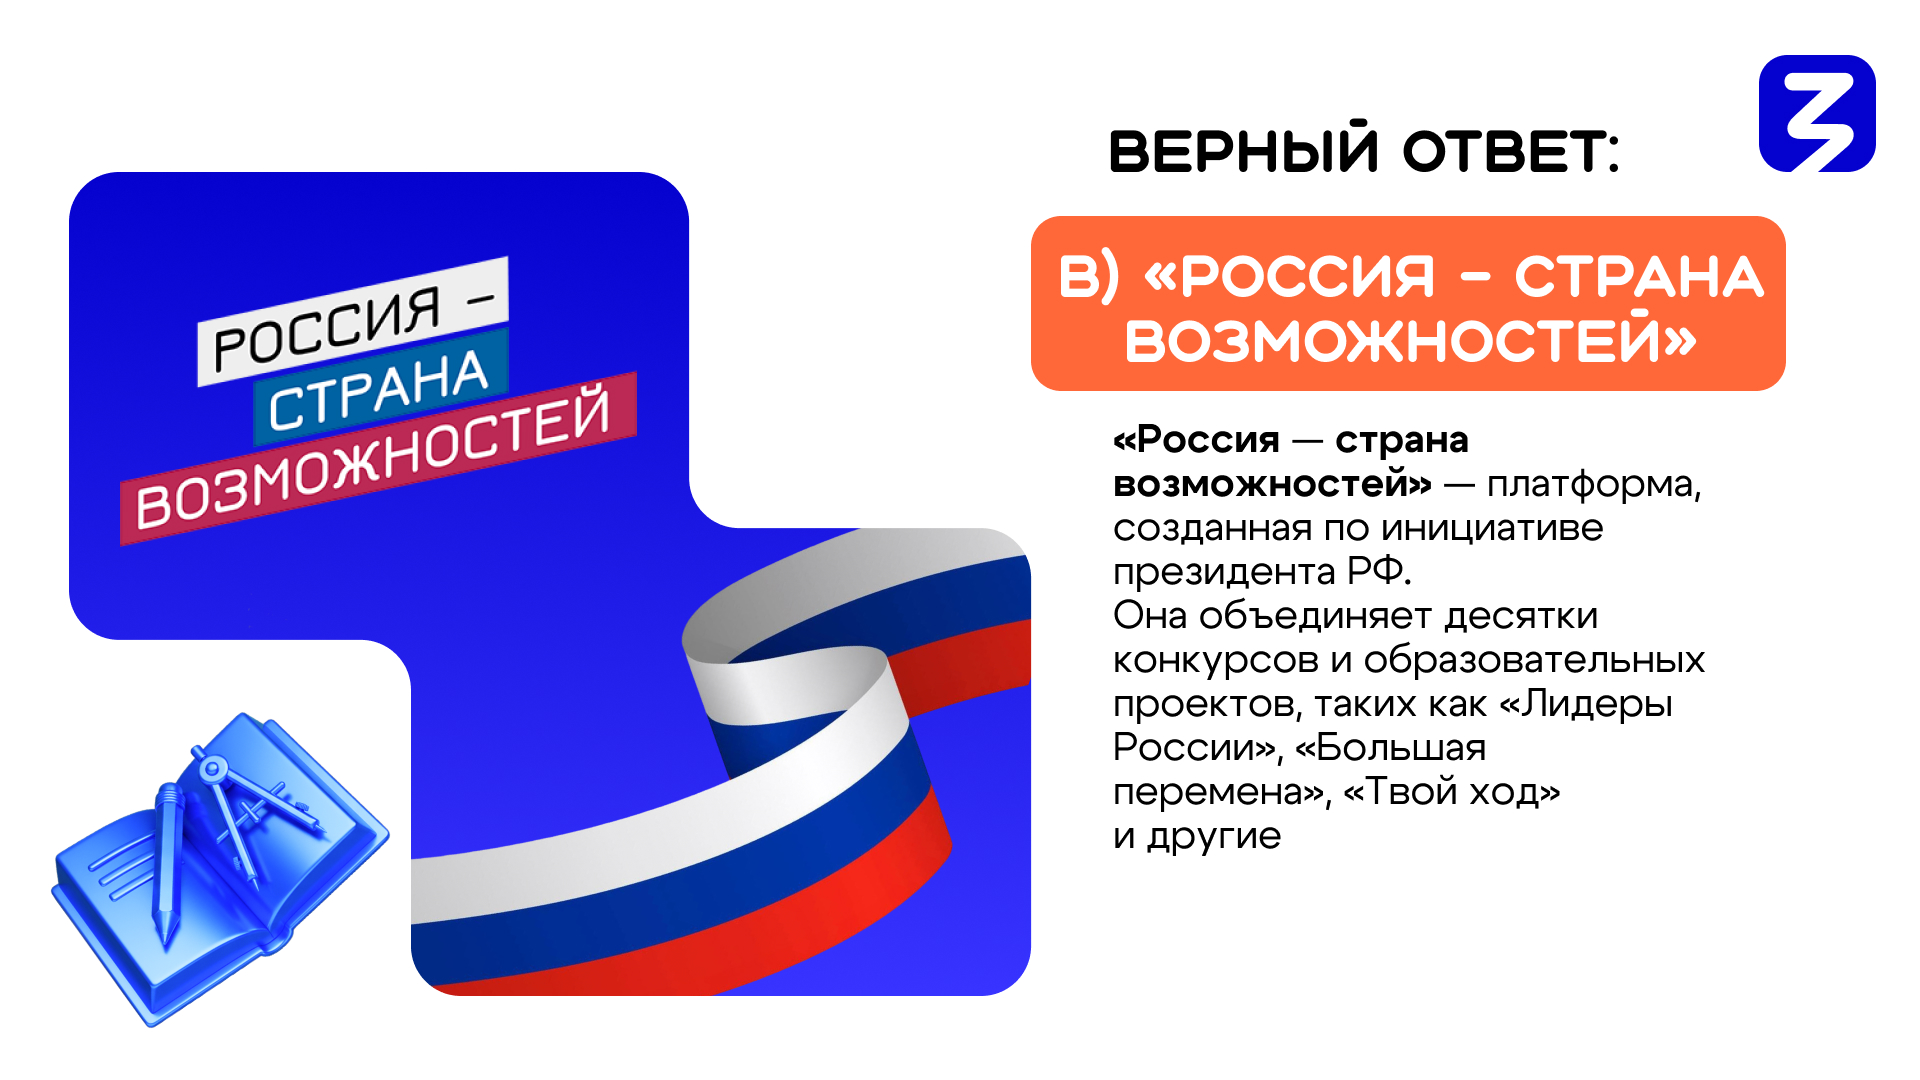 РОССИЯ –
СТРАНА
ВОЗМОЖНОСТЕЙ
ВЕРНЫЙ ОТВЕТ:
В) «РОССИЯ – СТРАНА
ВОЗМОЖНОСТЕЙ»
«Россия — страна
возможностей» — платформа,
созданная по инициативе
президента РФ.
Она объединяет десятки
конкурсов и образовательных
проектов, таких как «Лидеры
России», «Большая
перемена», «Твой ход»
и другие